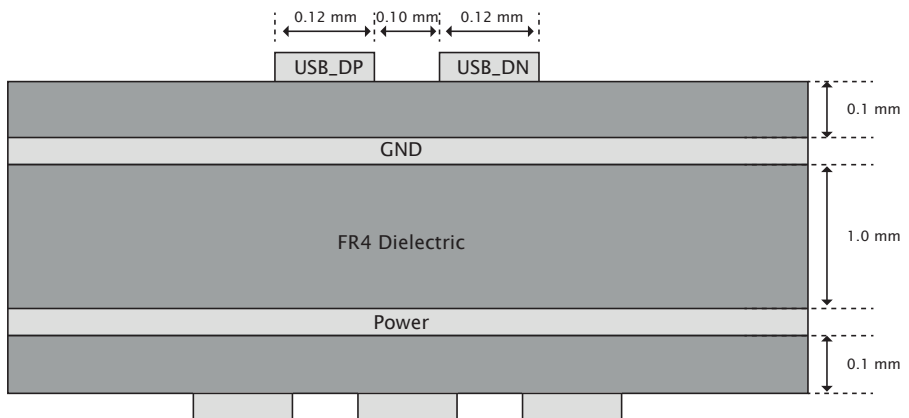 0.12 mm 0.10 mm 0.12 mm
USB_DP USB_DN
0.1 mm
GND
FR4 Dielectric 1.0 mm
Power
0.1 mm